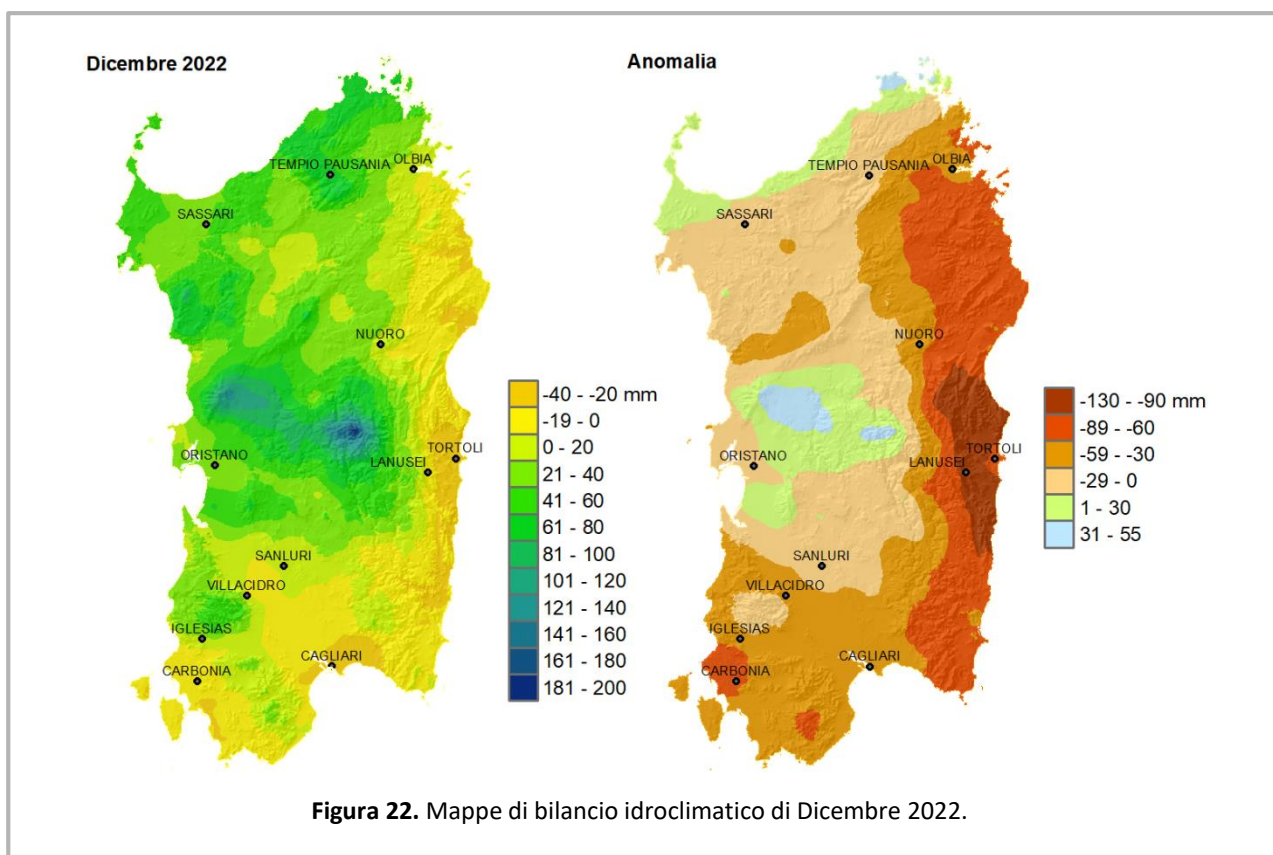 Dicembre 2022
TEMPIO PAUSANIA
OLBIA
SASSARI
NUORO
ORISTANO
TORTOLI
LANUSEI
SANLURI
VILLACIDRO
IGLESIAS
CARBONIA
CAGLIARI
-40 - -20 mm
-19 - 0
0 - 20
21 - 40
41 - 60
61 - 80
81 - 100
101 - 120
121 - 140
141 - 160
161 - 180
181 - 200
Anomalia
TEMPIO PAUSANIA
OLBIA
SASSARI
NUORO
ORISTANO
TORTOLI
LANUSEI
SANLURI
VILLACIDRO
IGLESIAS
CARBONIA
CAGLIARI
-130 - -90 mm
-89 - -60
-59 - -30
-29 - 0
1 - 30
31 - 55
Figura 22. Mappe di bilancio idroclimatico di Dicembre 2022.